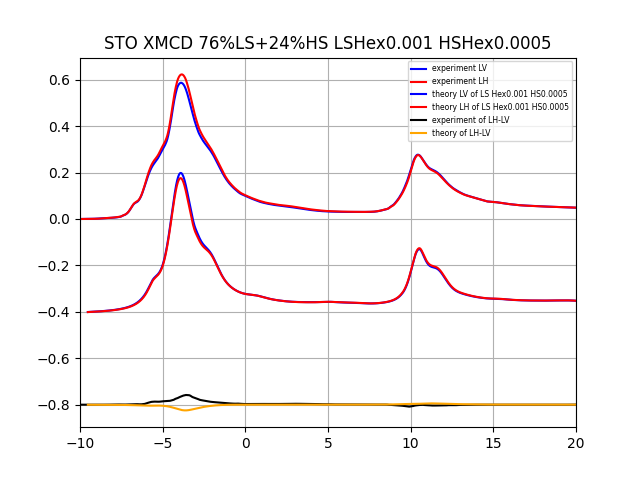 STO XMCD 76%LS+24%HS LSHex0.001 HSHex0.0005
experiment LV
experiment LH
theory LV of LS Hex0.001 HS0.0005
theory LH of LS Hex0.001 HS0.0005
experiment of LH-LV
theory of LH-LV
0.6
0.4
0.2
0.0
−0.2
−0.4
−0.6
−0.8
−10 −5 0 5 10 15 20